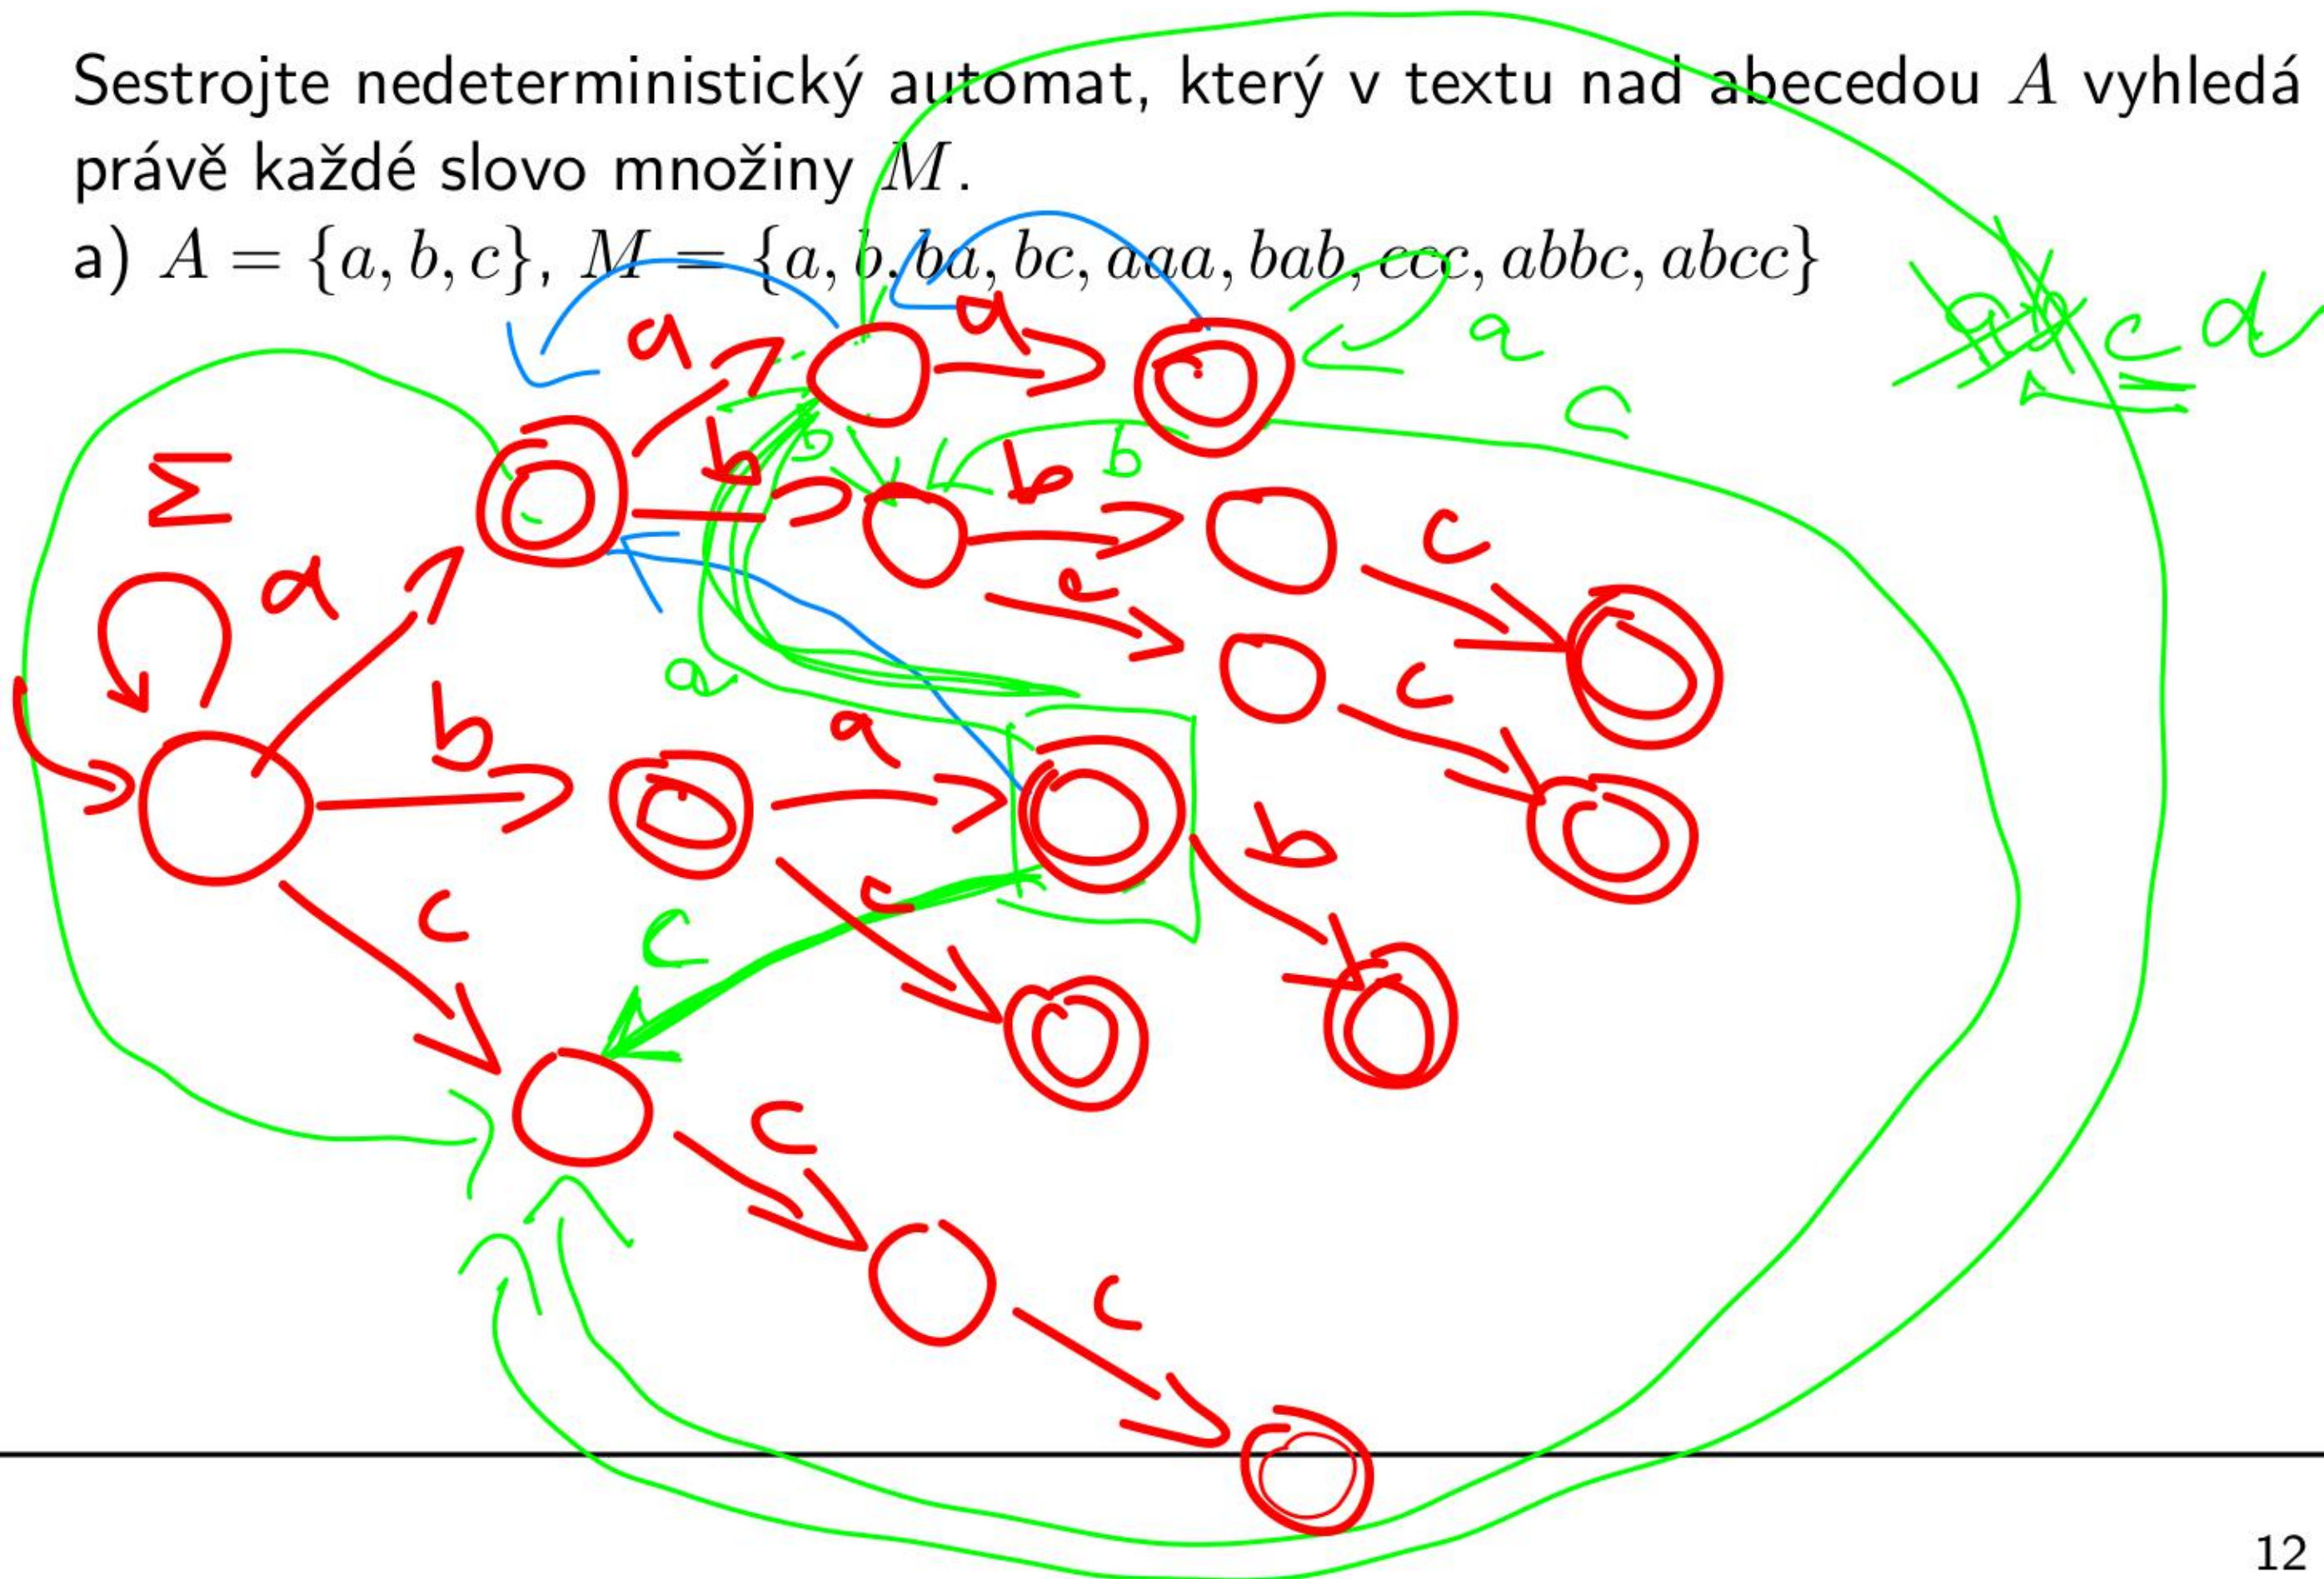 Sestrojte nedeterministický automat, který v textu nad abecedou A vyhledá
právě každé slovo množiny M.
a) A = {a, b, c}, M = {a, b, ba, bc, aaa, bab, ccc, abbc, abcc}
a a a
c d
c
b b b
Σ c
a c
a c
b a
b
c c
c
c
12